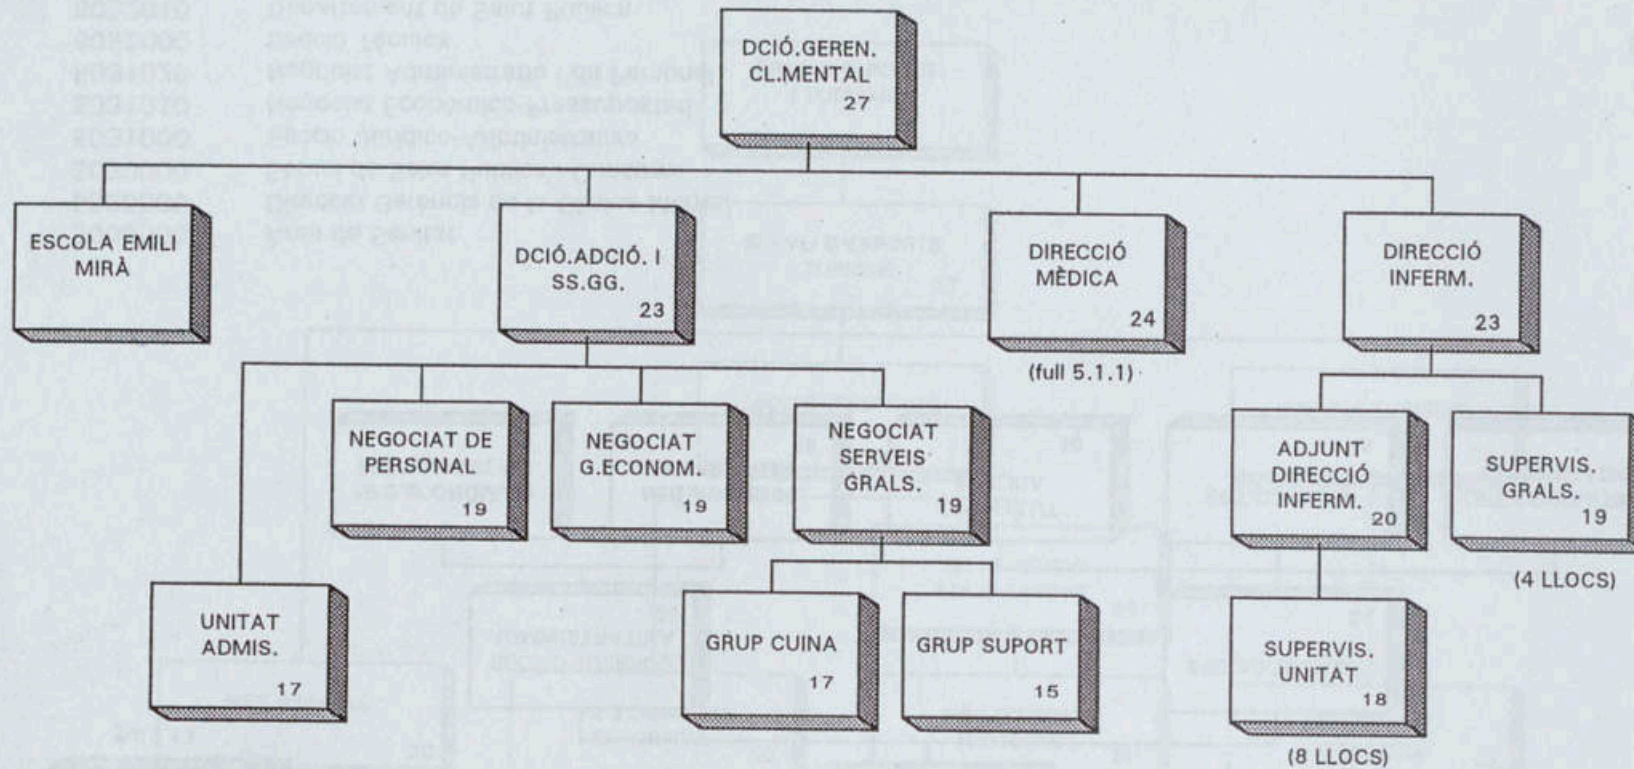 DCIÓ.GEREN.
CL.MENTAL
27
ESCOLA EMILI
MIRÀ
DCIÓ.ADCIÓ. I
SS.GG.
23
DIRECCIÓ
MÈDICA
24
(full 5.1.1)
DIRECCIÓ
INFERM.
23
NEGOCIAT DE
PERSONAL
19
NEGOCIAT
G.ECONOM.
19
NEGOCIAT
SERVEIS
GRALS.
19
ADJUNT
DIRECCIÓ
INFERM.
20
SUPERVIS.
GRALS.
19
(4 LLOCS)
UNITAT
ADMIS.
17
GRUP CUINA
17
GRUP SUPORT
15
SUPERVIS.
UNITAT
18
(8 LLOCS)